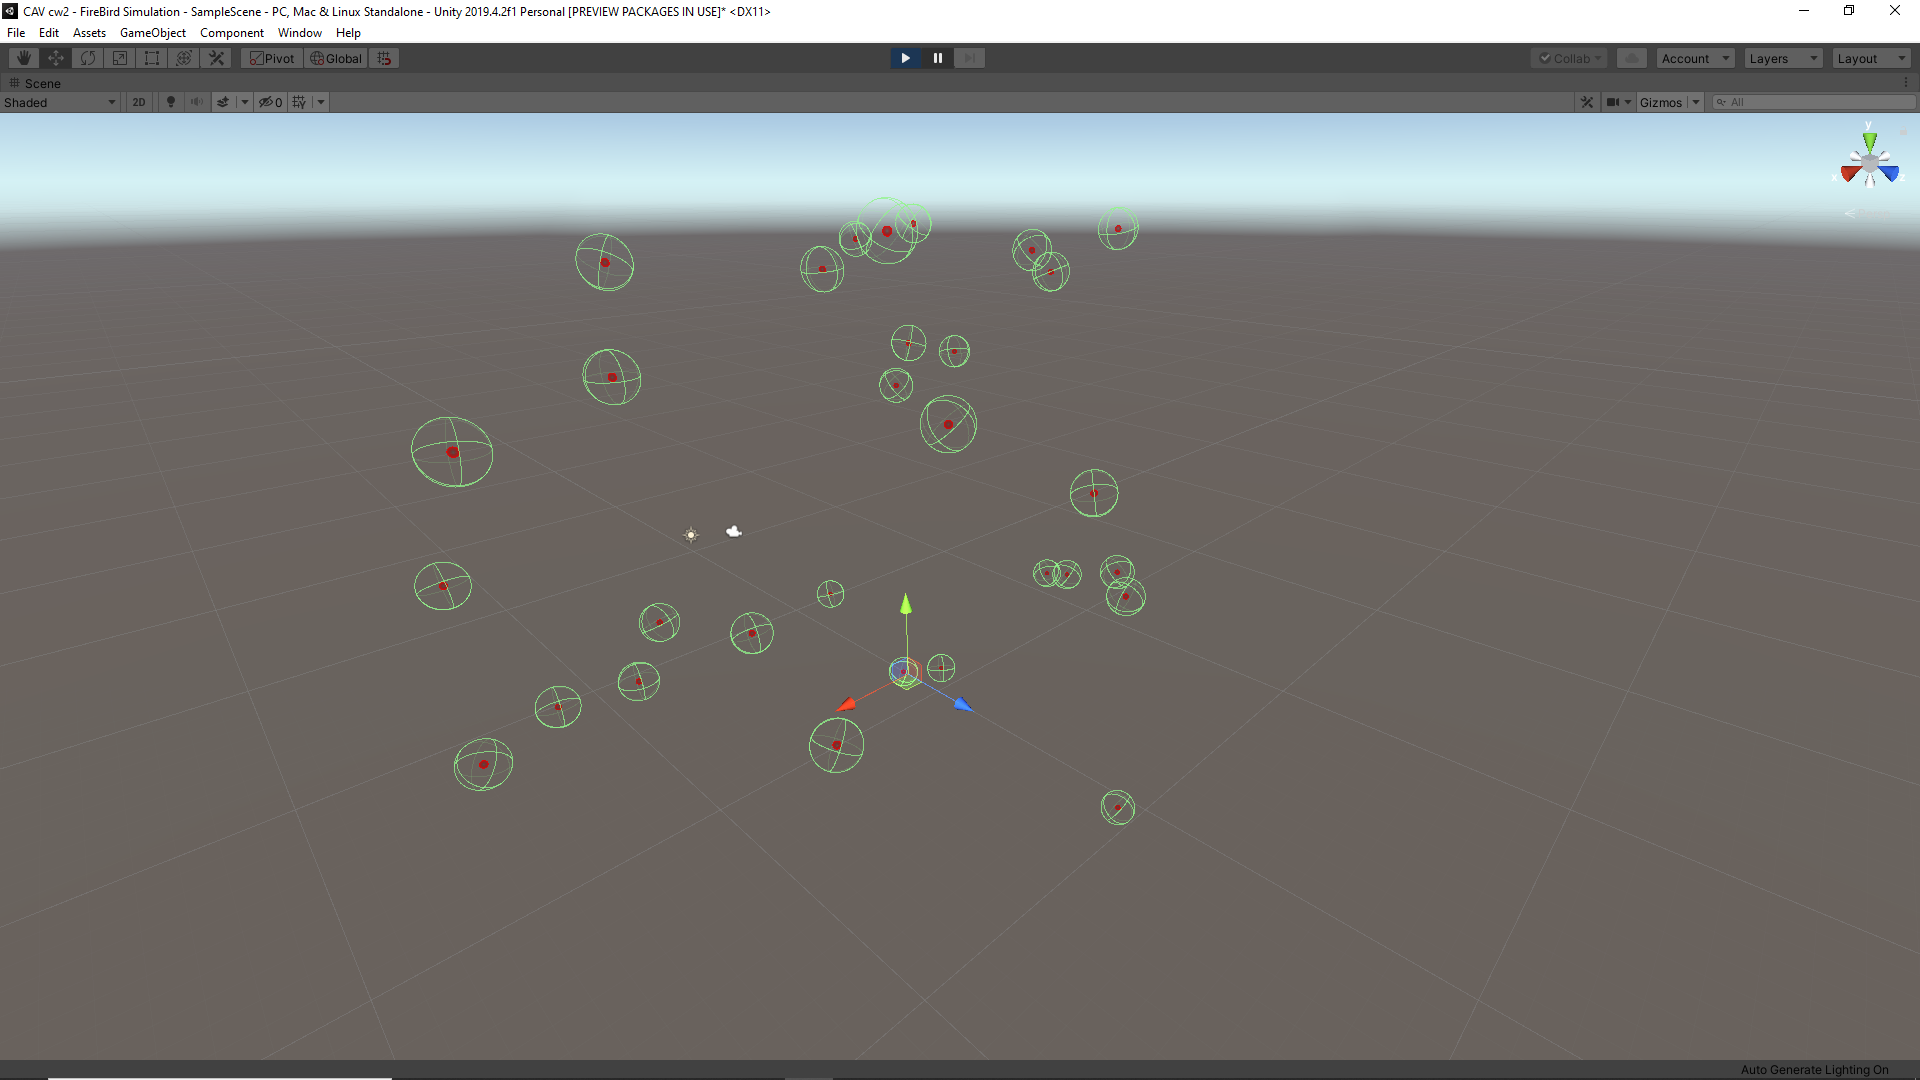 CAV cw2 - FireBird Simulation - SampleScene - PC, Mac & Linux Standalone - Unity 2019.4.2f1 Personal [PREVIEW PACKAGES IN USE]* <DX11>
File Edit Assets GameObject Component Window Help
Pivot Global Collab Account Layers Layout
Scene
Shaded 2D 0 Gizmos All
y
x z
Auto Generate Lighting On